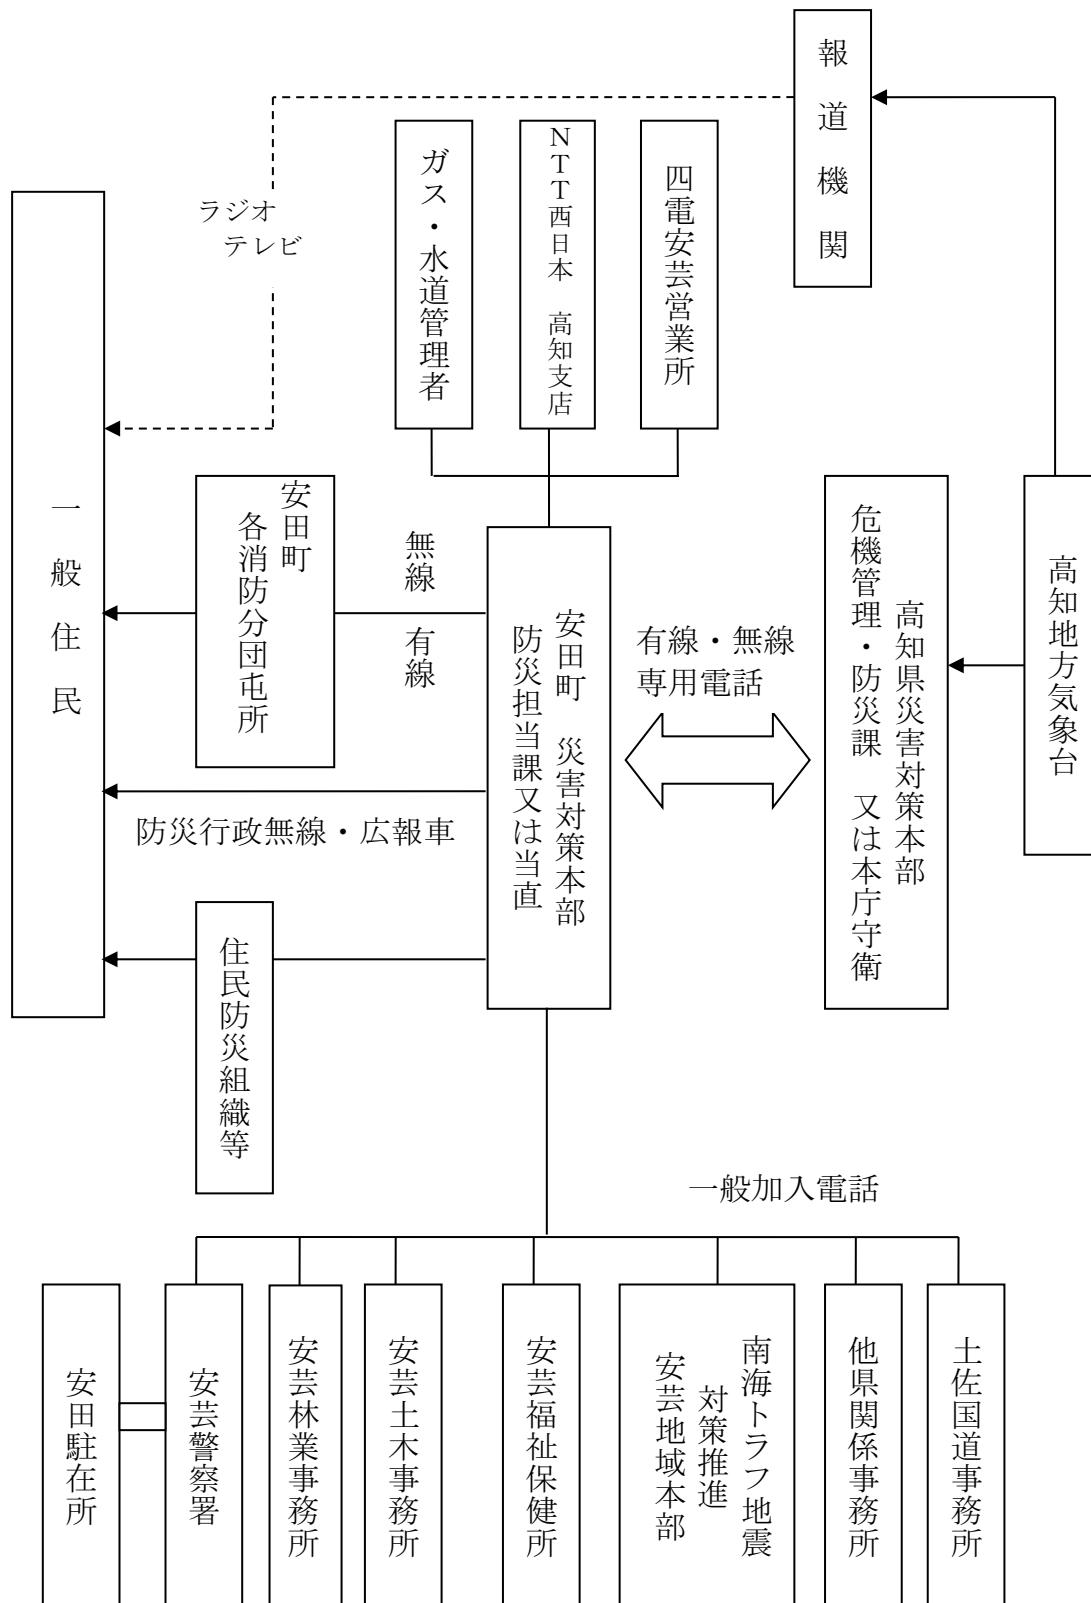 報道機関
ラジオ
テレビ
ガス・水道管理者
NTT西日本　高知支店
四電安芸営業所
一般住民
安田町
各消防分団屯所
無線
有線
安田町　災害対策本部
防災担当課又は当直
有線・無線
専用電話
高知県災害対策本部
危機管理・防災課　又は本庁守衛
高知地方気象台
防災行政無線・広報車
住民防災組織等
一般加入電話
安田駐在所
安芸警察署
安芸林業事務所
安芸土木事務所
安芸福祉保健所
南海トラフ地震
対策推進
安芸地域本部
他県関係事務所
土佐国道事務所